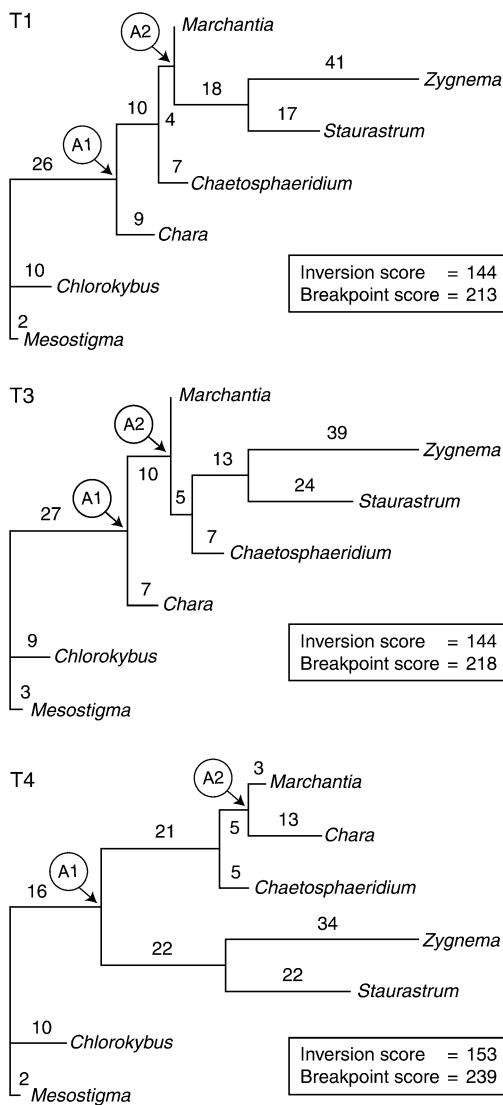 T1
A2
Marchantia
41
Zygnema
18
10
17
4
Staurastrum
A1
26
7
Chaetosphaeridium
9
Chara
10
Chlorokybus
Inversion score = 144
Breakpoint score = 213
2
Mesostigma
T3
Marchantia
A2
39
13
Zygnema
10
24
A1
5
Staurastrum
27
7
Chaetosphaeridium
7
Chara
9
Chlorokybus
Inversion score = 144
Breakpoint score = 218
3
Mesostigma
T4
A2
3
Marchantia
13
21
5
Chara
A1
5
16
Chaetosphaeridium
34
22
Zygnema
22
Staurastrum
10
Chlorokybus
Inversion score = 153
Breakpoint score = 239
2
Mesostigma